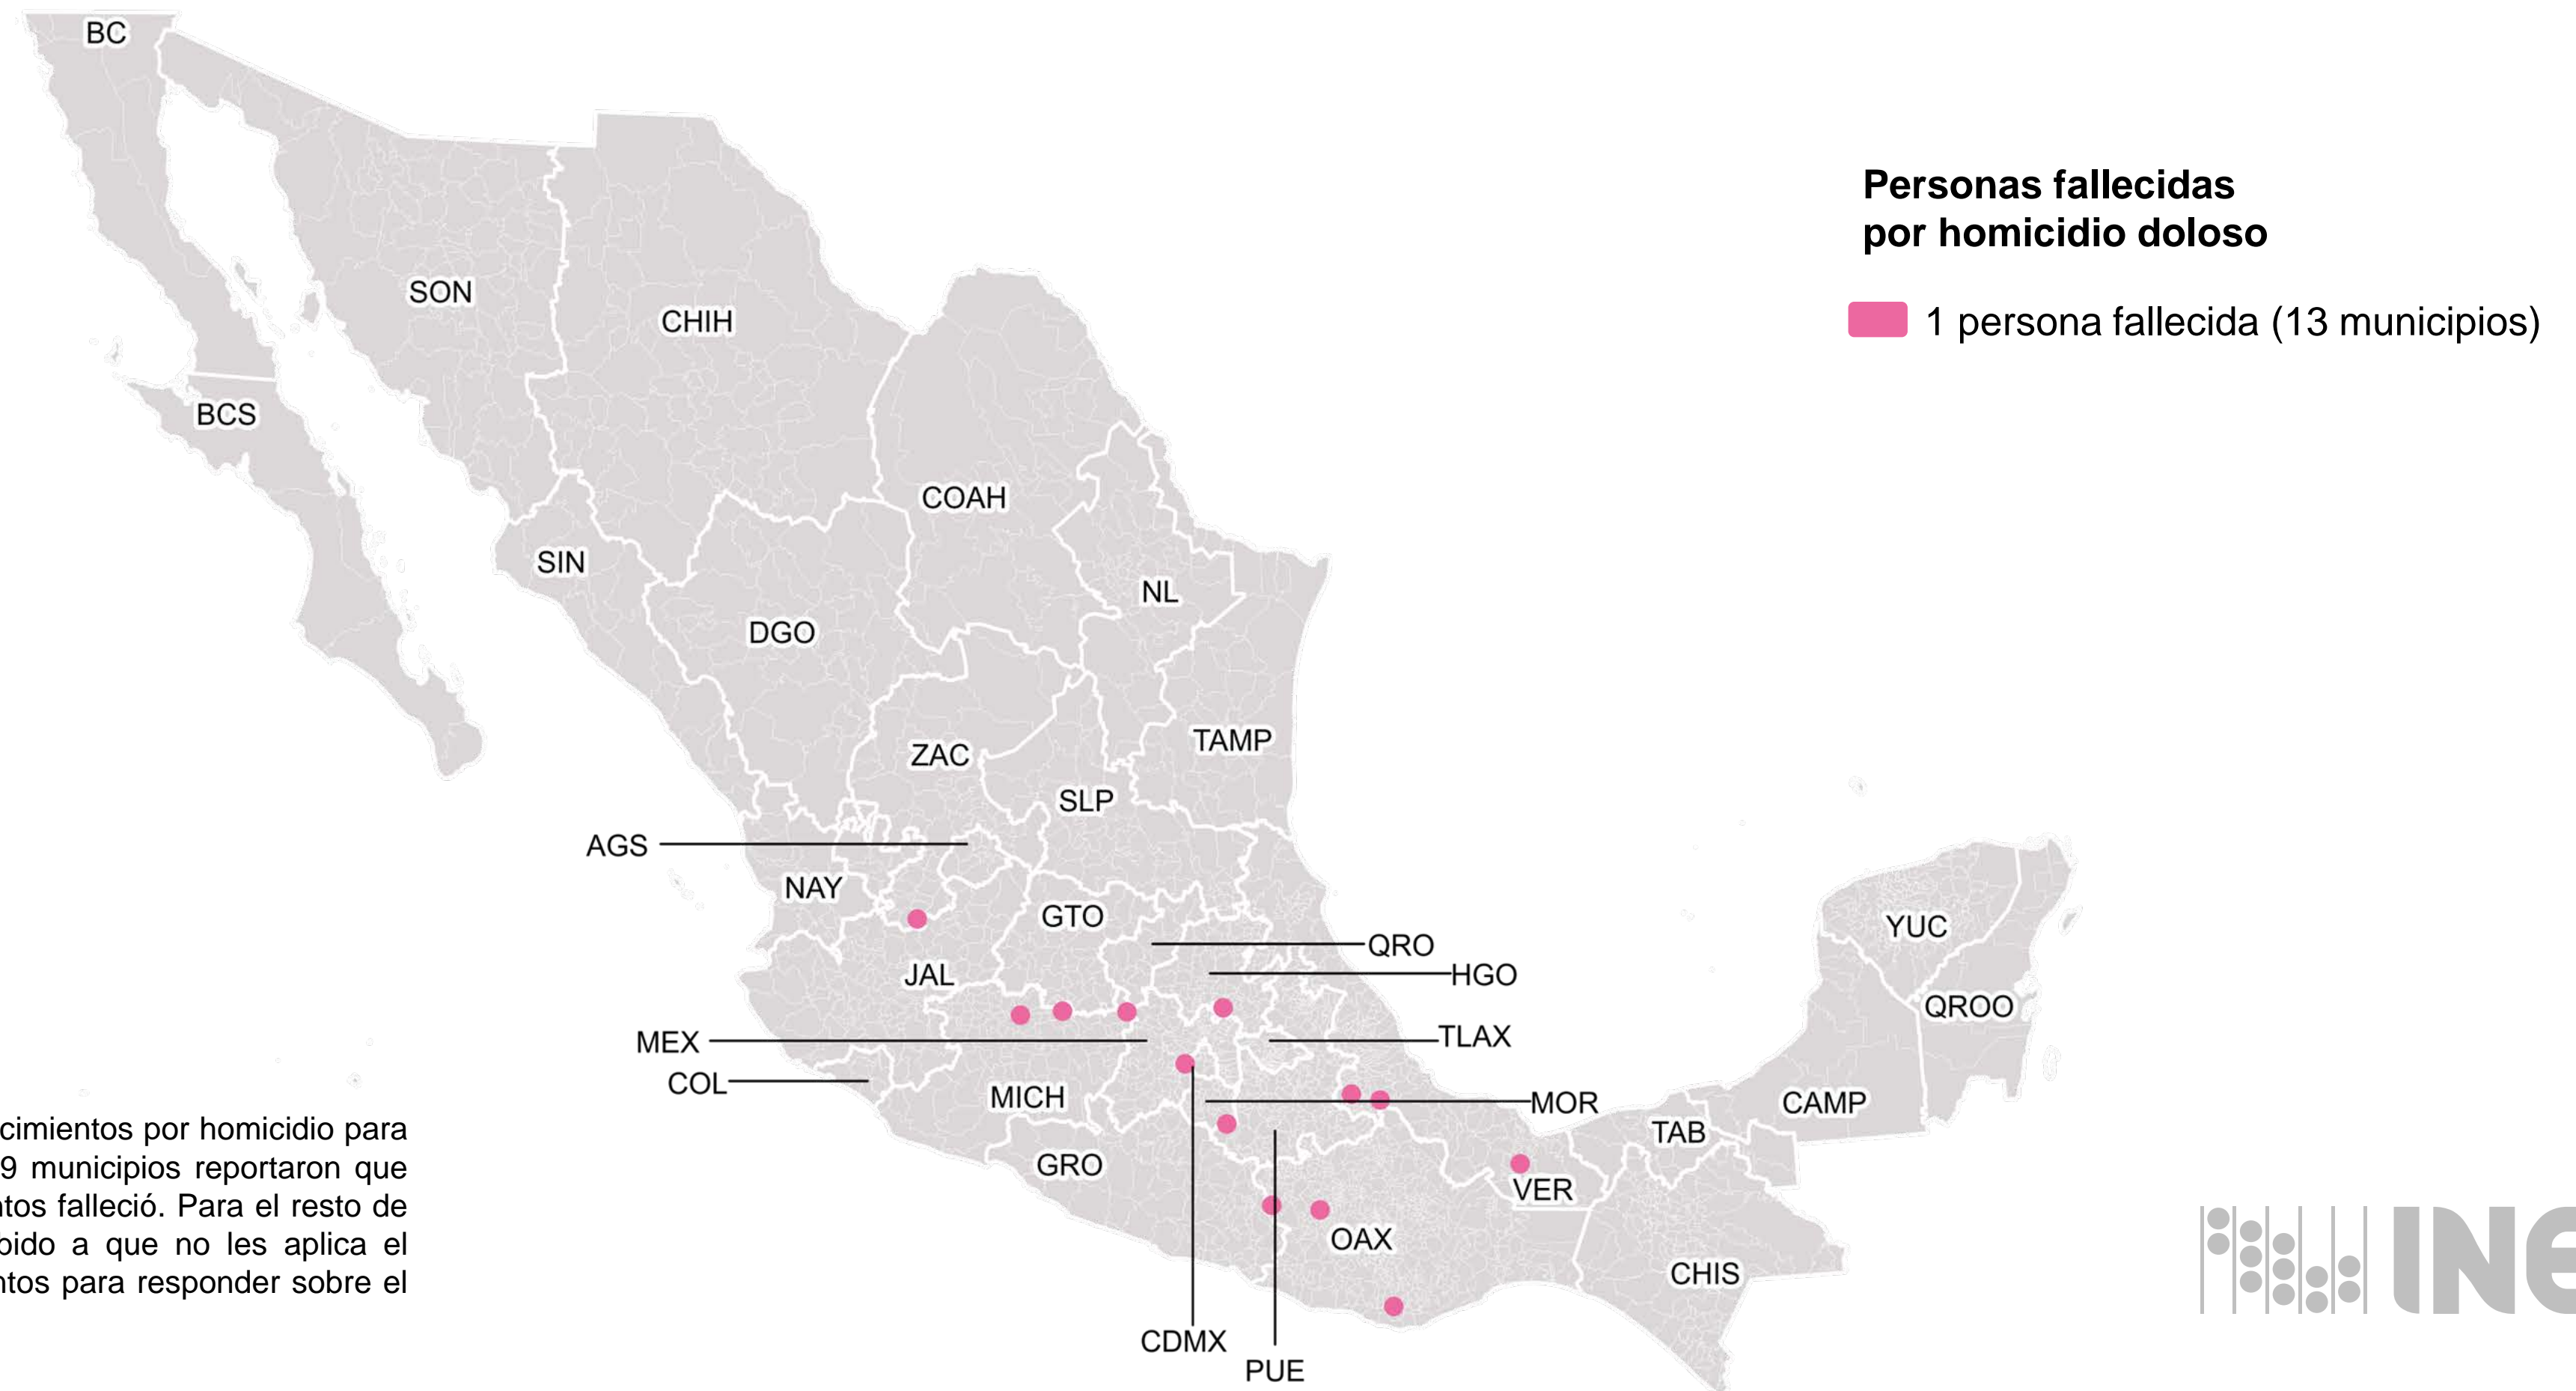 BC
SON
CHIH
BCS
COAH
SIN
NL
DGO
TAMP
ZAC
SLP
AGS
NAY
GTO
QRO
JAL
HGO
MEX
TLAX
COL
MICH
MOR
GRO
VER
OAX
CDMX
PUE
TAB
CHIS
CAMP
YUC
QROO
Personas fallecidas
por homicidio doloso
1 persona fallecida (13 municipios)
cimientos por homicidio para
9 municipios reportaron que
ntos falleció. Para el resto de
bido a que no les aplica el
ntos para responder sobre el
INE